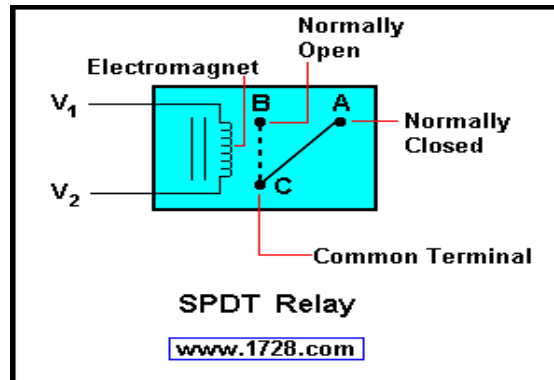 Normally
Open
Electromagnet
V1
B
A
Normally
Closed
V2
C
Common Terminal
SPDT Relay
www.1728.com